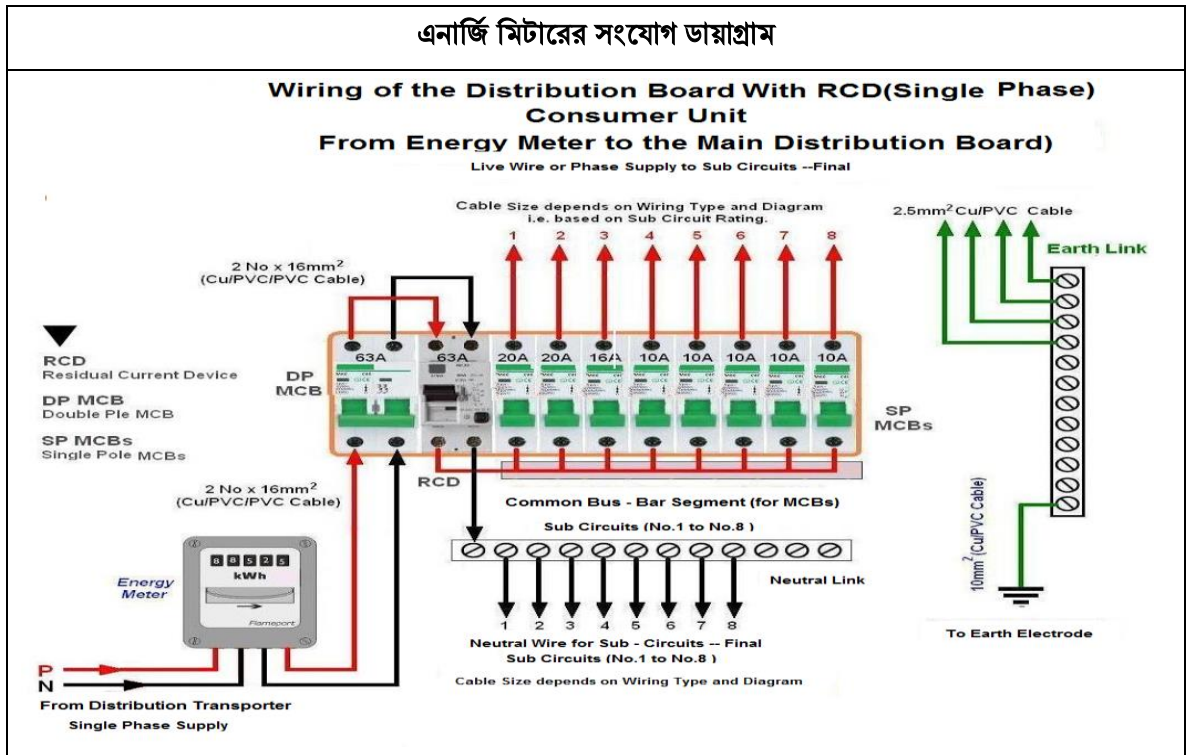 এনার্জি মিটারের সংযোগ ডায়াগ্রাম
Wiring of the Distribution Board With RCD(Single Phase)
Consumer Unit
From Energy Meter to the Main Distribution Board)
Live Wire or Phase Supply to Sub Circuits --Final
Cable Size depends on Wiring Type and Diagram
i.e. based on Sub Circuit Rating.
1 2 3 4 5 6 7 8
2.5mm² Cu/PVC Cable
Earth Link
2 No x 16mm²
(Cu/PVC/PVC Cable)
63A 63A 20A 20A 16A 10A 10A 10A 10A 10A
RCD
Residual Current Device
DP MCB
Double Ple MCB
SP MCBs
Single Pole MCBs
DP
MCB
SP
MCBs
RCD
2 No x 16mm²
(Cu/PVC/PVC Cable)
Common Bus - Bar Segment (for MCBs)
Sub Circuits (No.1 to No.8 )
Neutral Link
10mm² (Cu/PVC Cable)
88525
kWh
Flameport
Energy
Meter
1 2 3 4 5 6 7 8
Neutral Wire for Sub - Circuits -- Final
Sub Circuits (No.1 to No.8 )
Cable Size depends on Wiring Type and Diagram
To Earth Electrode
P
N
From Distribution Transporter
Single Phase Supply